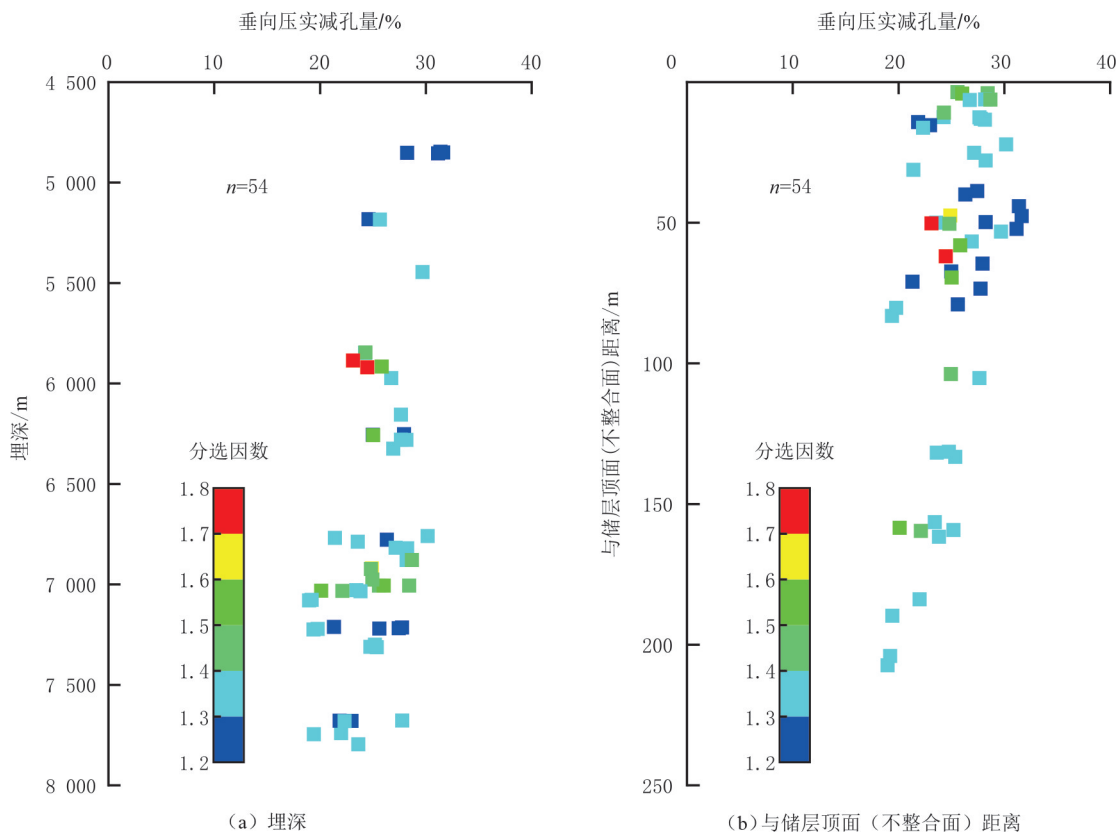 垂向压实减孔量/%
0 10 20 30 40
4 500
5 000
5 500
6 000
6 500
7 000
7 500
8 000
埋深/m
n=54
分选因数
1.8
1.7
1.6
1.5
1.4
1.3
1.2
(a) 埋深
垂向压实减孔量/%
0 10 20 30 40
50
100
150
200
250
与储层顶面(不整合面)距离/m
n=54
分选因数
1.8
1.7
1.6
1.5
1.4
1.3
1.2
(b)与储层顶面（不整合面）距离